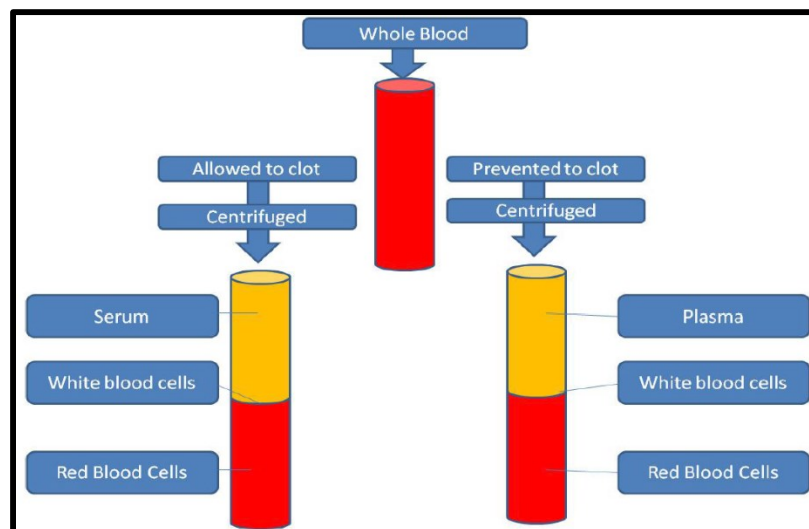 Whole Blood
Allowed to clot
Prevented to clot
Centrifuged
Centrifuged
Serum
Plasma
White blood cells
White blood cells
Red Blood Cells
Red Blood Cells